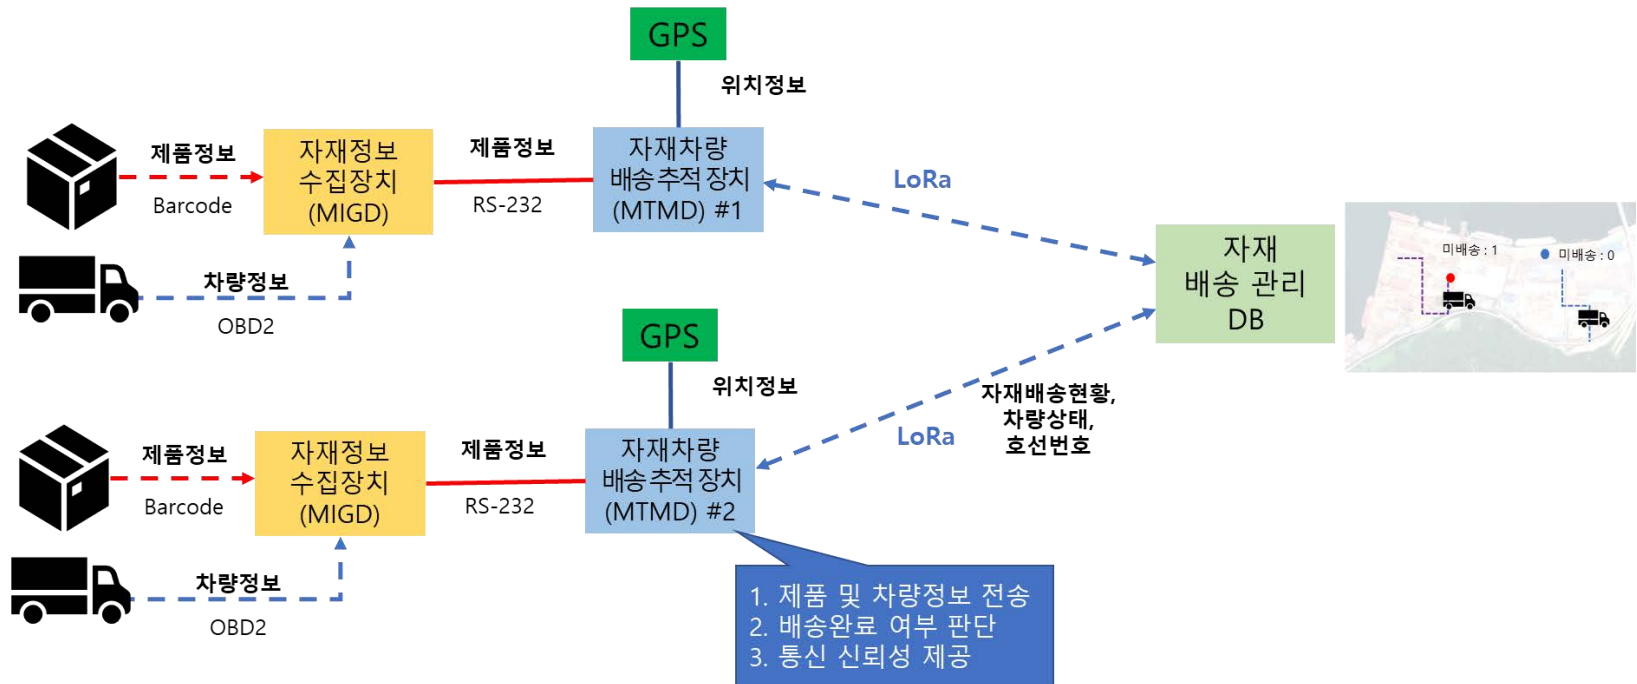 GPS
위치정보
제품정보
Barcode
자재정보
수집장치
(MIGD)
제품정보
RS-232
자재차량
배송 추적 장치
(MTMD) #1
LoRa
차량정보
OBD2
자재
배송 관리
DB
미배송 : 1
미배송 : 0
GPS
위치정보
제품정보
Barcode
자재정보
수집장치
(MIGD)
제품정보
RS-232
자재차량
배송 추적 장치
(MTMD) #2
LoRa
자재배송현황,
차량상태,
호선번호
차량정보
OBD2
1. 제품 및 차량정보 전송
2. 배송완료 여부 판단
3. 통신 신뢰성 제공